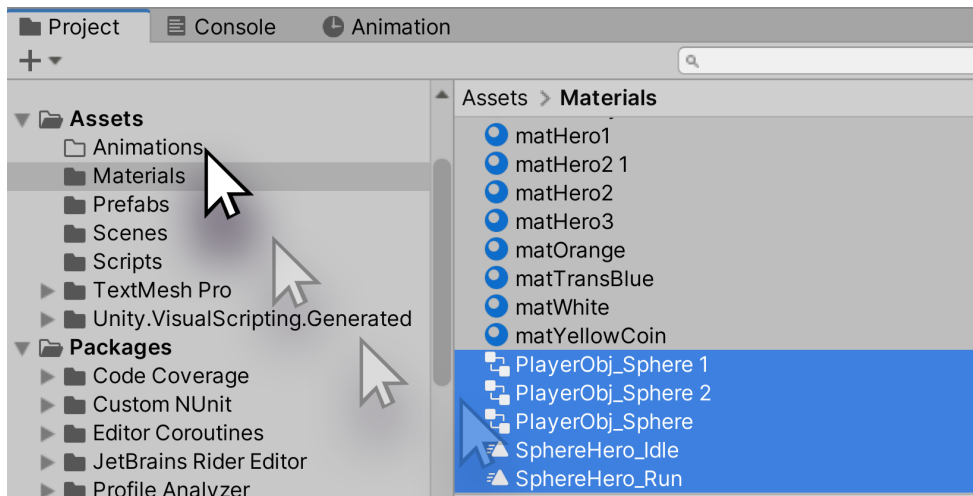 Project Console Animation
Assets
Animations
Materials
Prefabs
Scenes
Scripts
TextMesh Pro
Unity.VisualScripting.Generated
Packages
Code Coverage
Custom NUnit
Editor Coroutines
JetBrains Rider Editor
Profile Analyzer
Assets > Materials
matHero1
matHero2 1
matHero2
matHero3
matOrange
matTransBlue
matWhite
matYellowCoin
PlayerObj_Sphere 1
PlayerObj_Sphere 2
PlayerObj_Sphere
SphereHero_Idle
SphereHero_Run